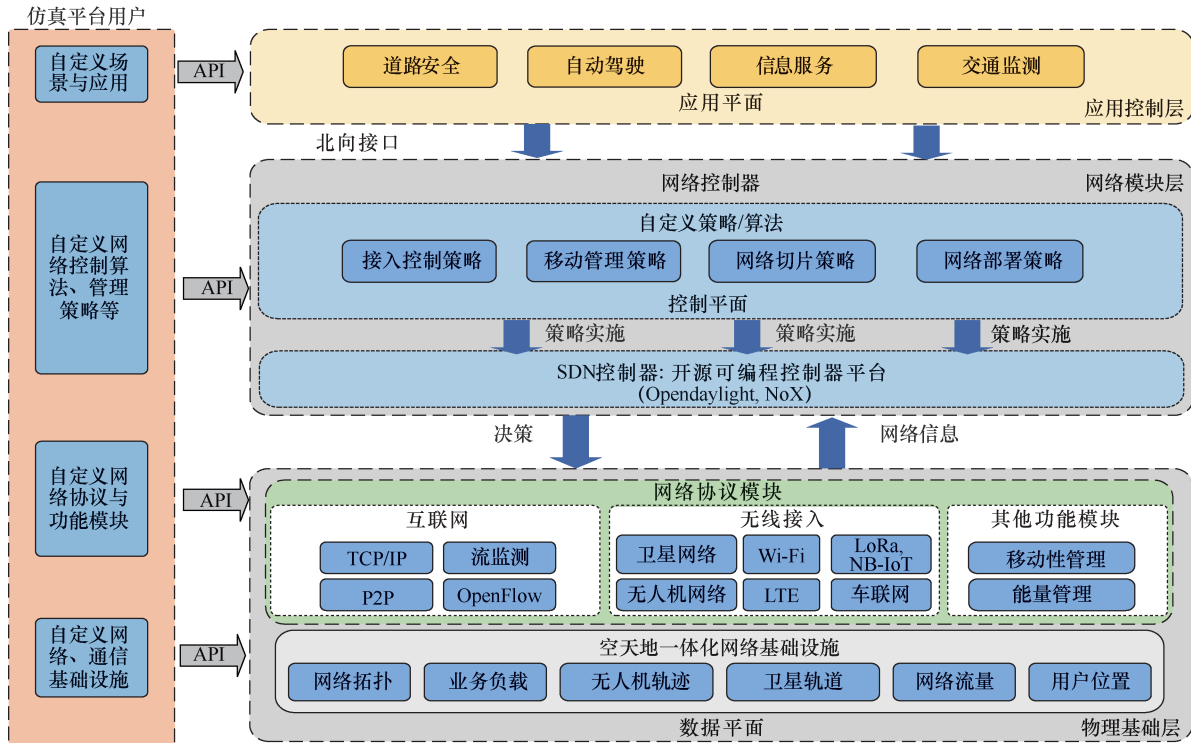 仿真平台用户
自定义场
景与应用
API
道路安全
自动驾驶
信息服务
交通监测
应用平面
应用控制层
北向接口
网络控制器
网络模块层
自定义网
络控制算
法、管理
策略等
API
自定义策略/算法
接入控制策略
移动管理策略
网络切片策略
网络部署策略
控制平面
策略实施
策略实施
策略实施
SDN控制器: 开源可编程控制器平台
(Opendaylight, NoX)
决策
网络信息
自定义网
络协议与
功能模块
API
网络协议模块
互联网
TCP/IP
流监测
P2P
OpenFlow
无线接入
卫星网络
Wi-Fi
LoRa,
NB-IoT
无人机网络
LTE
车联网
其他功能模块
移动性管理
能量管理
自定义网
络、通信
基础设施
API
空天地一体化网络基础设施
网络拓扑
业务负载
无人机轨迹
卫星轨道
网络流量
用户位置
数据平面
物理基础层